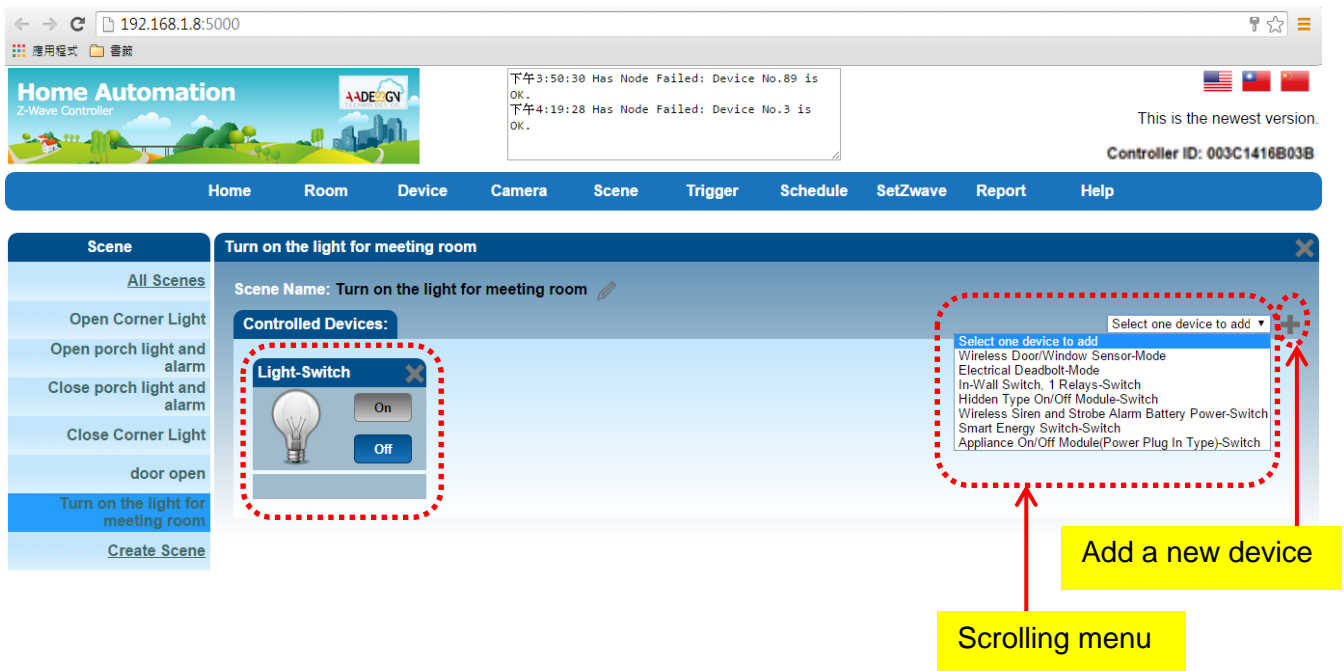 192.168.1.8:5000
應用程式 書籤
Home Automation
Z-Wave Controller
AADESIGN
TECHNOLOGY CO.
下午3:50:30 Has Node Failed: Device No.89 is
OK.
下午4:19:28 Has Node Failed: Device No.3 is
OK.
This is the newest version.
Controller ID: 003C1416B03B
Home Room Device Camera Scene Trigger Schedule SetZwave Report Help
Scene
All Scenes
Open Corner Light
Open porch light and
alarm
Close porch light and
alarm
Close Corner Light
door open
Turn on the light for
meeting room
Create Scene
Turn on the light for meeting room
Scene Name: Turn on the light for meeting room
Controlled Devices:
Light-Switch
On
Off
Select one device to add
Select one device to add
Wireless Door/Window Sensor-Mode
Electrical Deadbolt-Mode
In-Wall Switch, 1 Relays-Switch
Hidden Type On/Off Module-Switch
Wireless Siren and Strobe Alarm Battery Power-Switch
Smart Energy Switch-Switch
Appliance On/Off Module(Power Plug In Type)-Switch
Add a new device
Scrolling menu